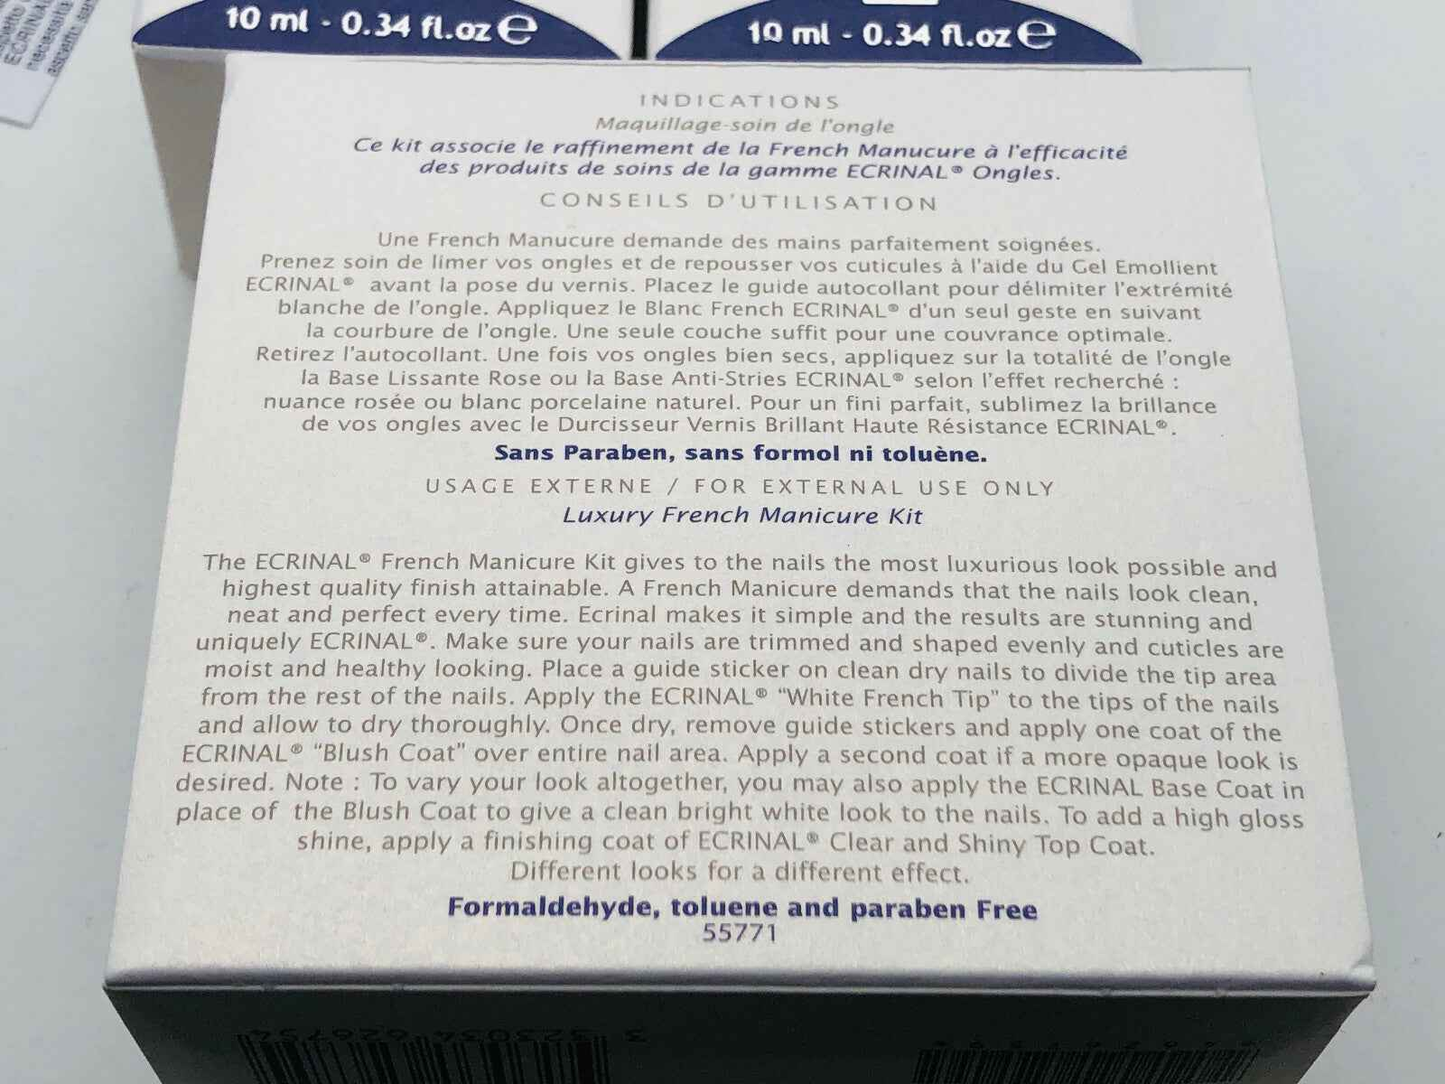 10 ml - 0.34 fl.oz ℮
10 ml - 0.34 fl.oz ℮
INDICATIONS
Maquillage-soin de l'ongle
Ce kit associe le raffinement de la French Manucure à l'efficacité
des produits de soins de la gamme ECRINAL® Ongles.
CONSEILS D'UTILISATION
Une French Manucure demande des mains parfaitement soignées.
Prenez soin de limer vos ongles et de repousser vos cuticules à l'aide du Gel Emollient
ECRINAL® avant la pose du vernis. Placez le guide autocollant pour délimiter l'extrémité
blanche de l'ongle. Appliquez le Blanc French ECRINAL® d'un seul geste en suivant
la courbure de l'ongle. Une seule couche suffit pour une couvrance optimale.
Retirez l'autocollant. Une fois vos ongles bien secs, appliquez sur la totalité de l'ongle
la Base Lissante Rose ou la Base Anti-Stries ECRINAL® selon l'effet recherché :
nuance rosée ou blanc porcelaine naturel. Pour un fini parfait, sublimez la brillance
de vos ongles avec le Durcisseur Vernis Brillant Haute Résistance ECRINAL®.
Sans Paraben, sans formol ni toluène.
USAGE EXTERNE / FOR EXTERNAL USE ONLY
Luxury French Manicure Kit
The ECRINAL® French Manicure Kit gives to the nails the most luxurious look possible and
highest quality finish attainable. A French Manicure demands that the nails look clean,
neat and perfect every time. Ecrinal makes it simple and the results are stunning and
uniquely ECRINAL®. Make sure your nails are trimmed and shaped evenly and cuticles are
moist and healthy looking. Place a guide sticker on clean dry nails to divide the tip area
from the rest of the nails. Apply the ECRINAL® “White French Tip” to the tips of the nails
and allow to dry thoroughly. Once dry, remove guide stickers and apply one coat of the
ECRINAL® “Blush Coat” over entire nail area. Apply a second coat if a more opaque look is
desired. Note : To vary your look altogether, you may also apply the ECRINAL Base Coat in
place of the Blush Coat to give a clean bright white look to the nails. To add a high gloss
shine, apply a finishing coat of ECRINAL® Clear and Shiny Top Coat.
Different looks for a different effect.
Formaldehyde, toluene and paraben Free
55771